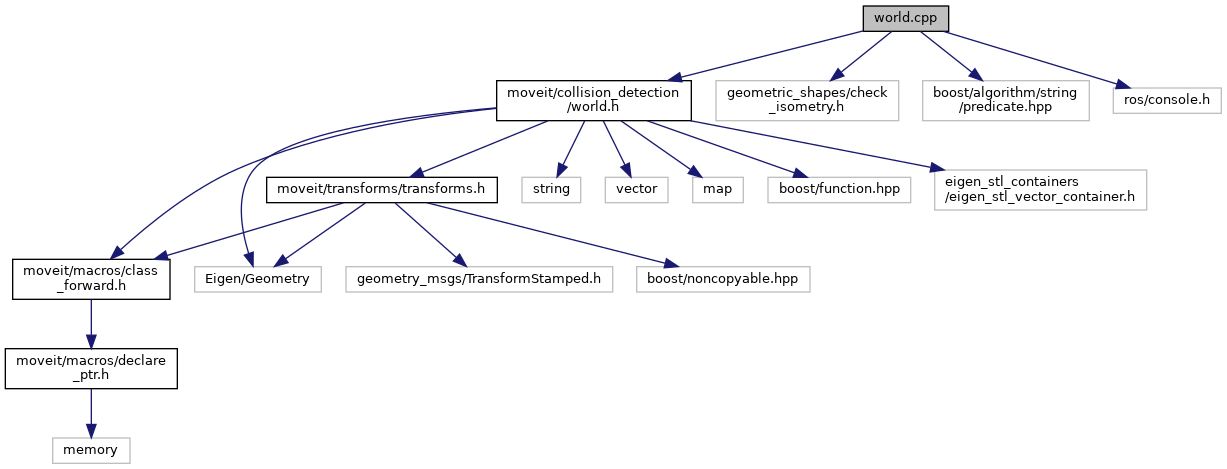 world.cpp
moveit/collision_detection
/world.h
geometric_shapes/check
_isometry.h
boost/algorithm/string
/predicate.hpp
ros/console.h
moveit/transforms/transforms.h
string
vector
map
boost/function.hpp
eigen_stl_containers
/eigen_stl_vector_container.h
moveit/macros/class
_forward.h
Eigen/Geometry
geometry_msgs/TransformStamped.h
boost/noncopyable.hpp
moveit/macros/declare
_ptr.h
memory